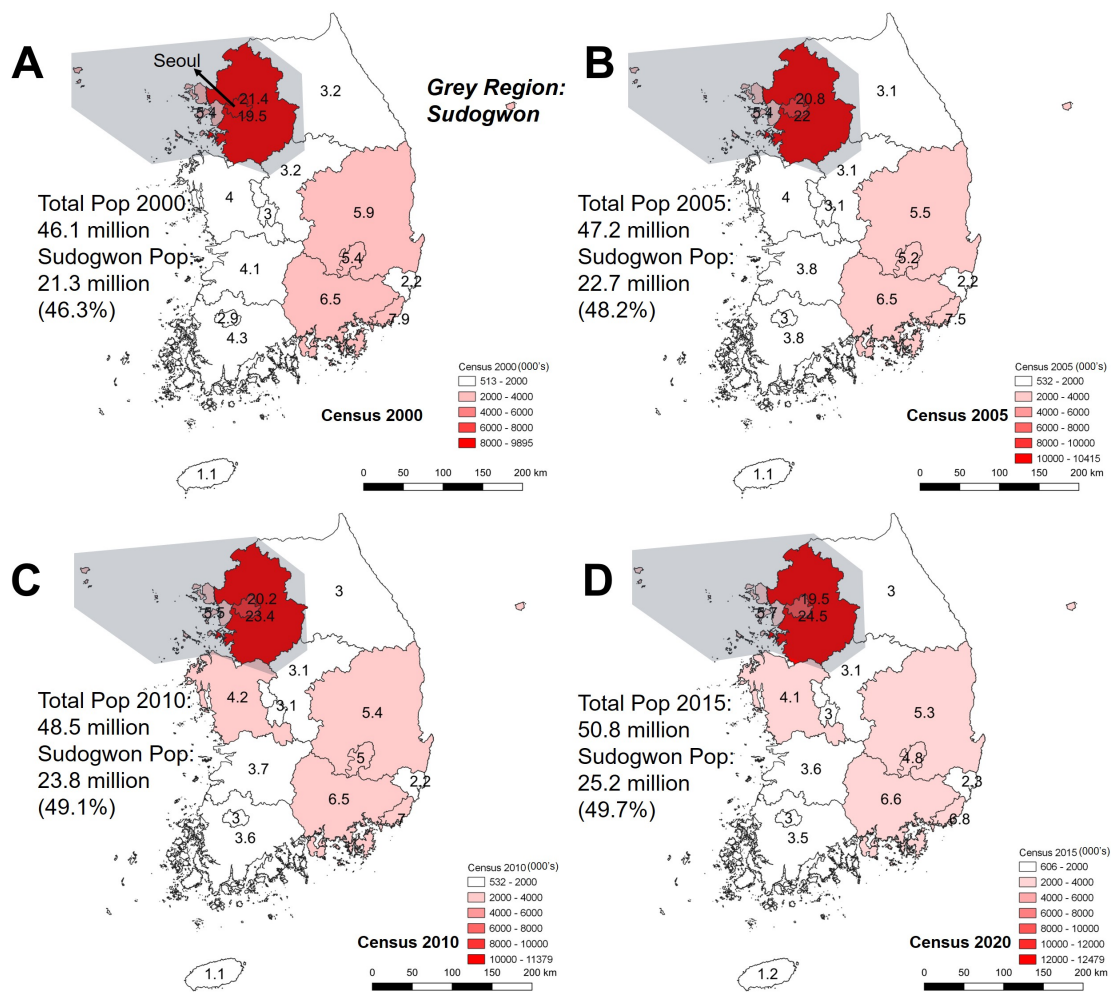 A
Seoul
21.4
19.5
5.4
3.2
Grey Region:
Sudogwon
3.2
4
3
5.9
5.4
4.1
2.2
6.5
7.9
2.9
4.3
1.1
Total Pop 2000:
46.1 million
Sudogwon Pop:
21.3 million
(46.3%)
Census 2000 (000's)
513 - 2000
2000 - 4000
4000 - 6000
6000 - 8000
8000 - 9895
Census 2000
0 50 100 150 200 km
B
20.8
22
5.4
3.1
3.1
4
3.1
5.5
5.2
3.8
2.2
6.5
7.5
3
3.8
1.1
Total Pop 2005:
47.2 million
Sudogwon Pop:
22.7 million
(48.2%)
Census 2005 (000's)
532 - 2000
2000 - 4000
4000 - 6000
6000 - 8000
8000 - 10000
10000 - 10415
Census 2005
0 50 100 150 200 km
C
20.2
23.4
5.5
3
3.1
4.2
3.1
5.4
5
3.7
2.2
6.5
7
3
3.6
1.1
Total Pop 2010:
48.5 million
Sudogwon Pop:
23.8 million
(49.1%)
Census 2010 (000's)
532 - 2000
2000 - 4000
4000 - 6000
6000 - 8000
8000 - 10000
10000 - 11379
Census 2010
0 50 100 150 200 km
D
19.5
24.5
5.7
3
3.1
4.1
3
5.3
4.8
3.6
2.3
6.6
6.8
3
3.5
1.2
Total Pop 2015:
50.8 million
Sudogwon Pop:
25.2 million
(49.7%)
Census 2015 (000's)
606 - 2000
2000 - 4000
4000 - 6000
6000 - 8000
8000 - 10000
10000 - 12000
12000 - 12479
Census 2020
0 50 100 150 200 km